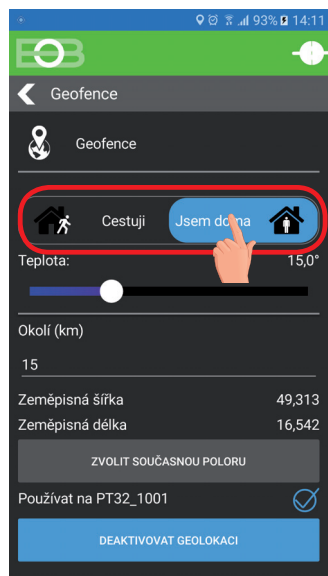 93% 14:11
EOB
Geofence
Geofence
Cestuji Jsem doma
Teplota: 15,0°
Okolí (km)
15
Zeměpisná šířka 49,313
Zeměpisná délka 16,542
ZVOLIT SOUČASNOU POLORU
Používat na PT32_1001
DEAKTIVOVAT GEOLOKACI